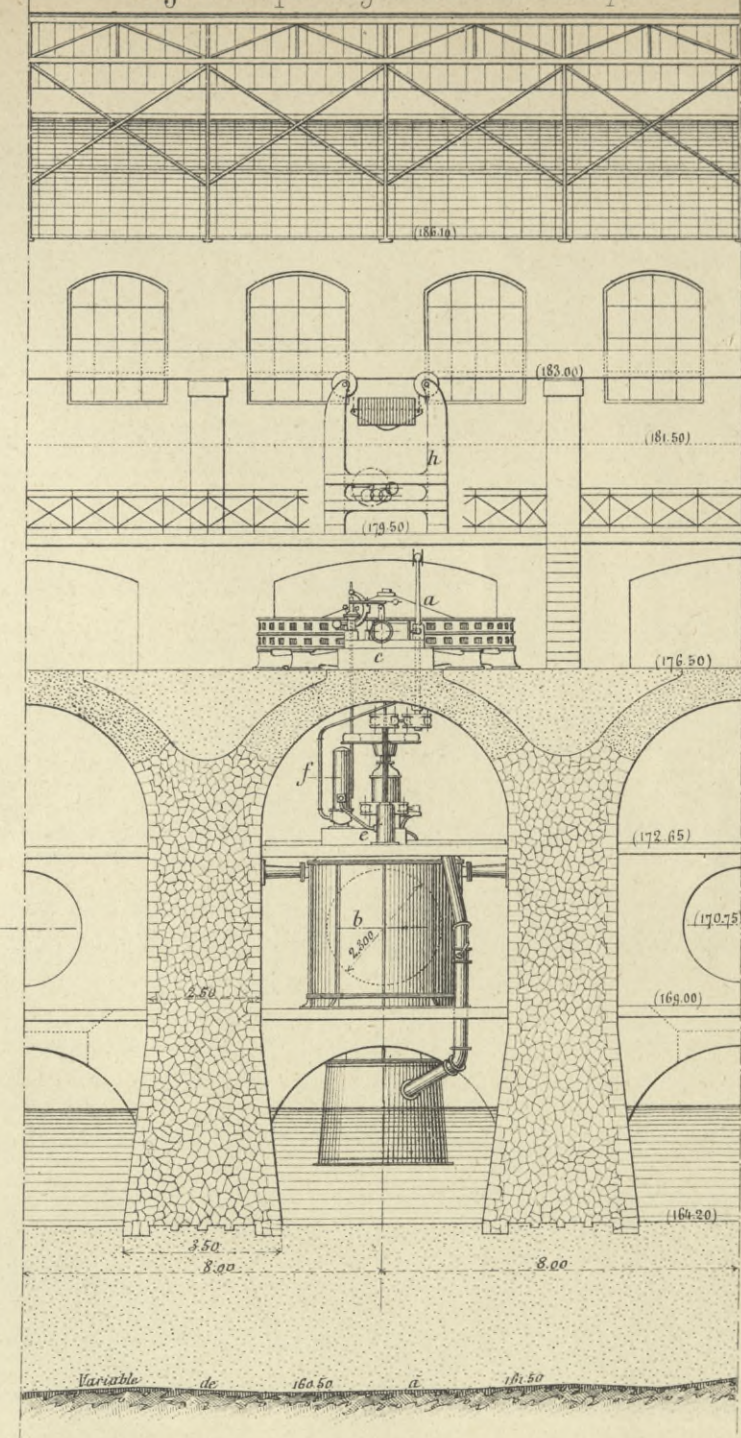 (186.10)
(183.00)
(181.50)
h
(179.50)
a
c
(176.50)
f
(172.65)
e
b
2.800
(170.75)
2.50
(169.00)
(164.20)
3.50
8.00 8.00
Variable de 160.50 à 161.50